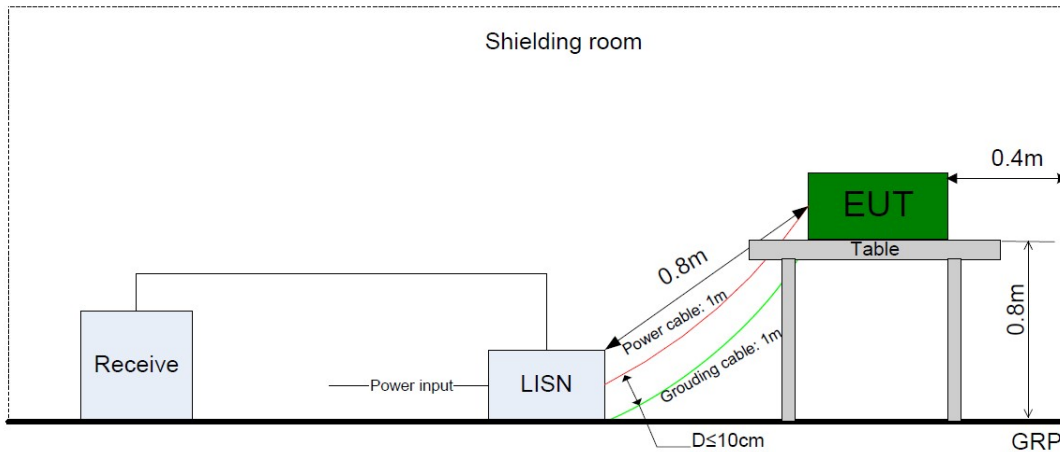 Shielding room
0.4m
EUT
Table
0.8m
0.8m
Power cable: 1m
Grouding cable: 1m
Receive
Power input
LISN
D≤10cm
GRP